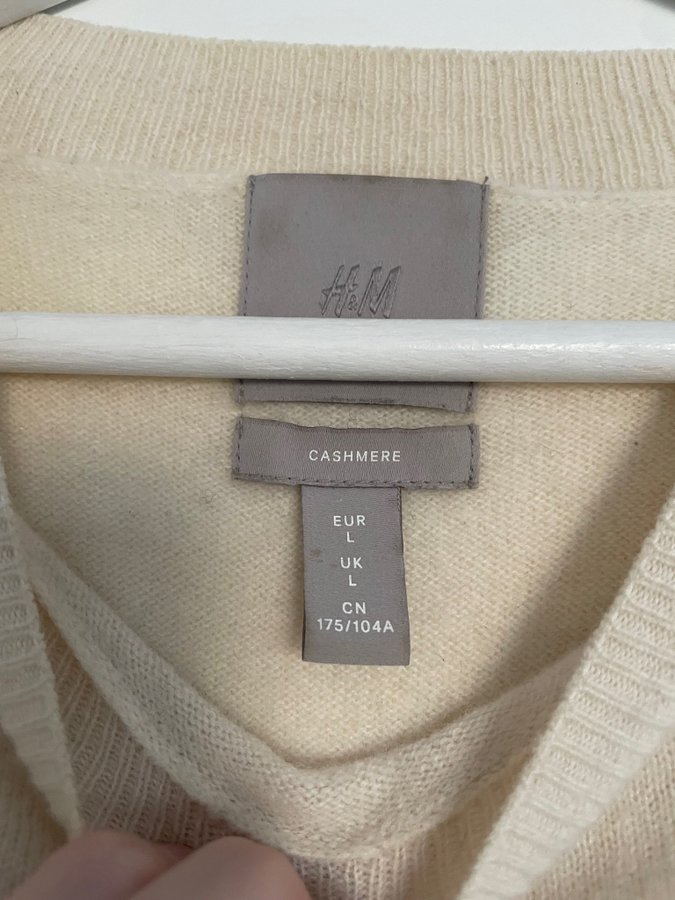 H&M
CASHMERE
EUR
L
UK
L
CN
175/104A